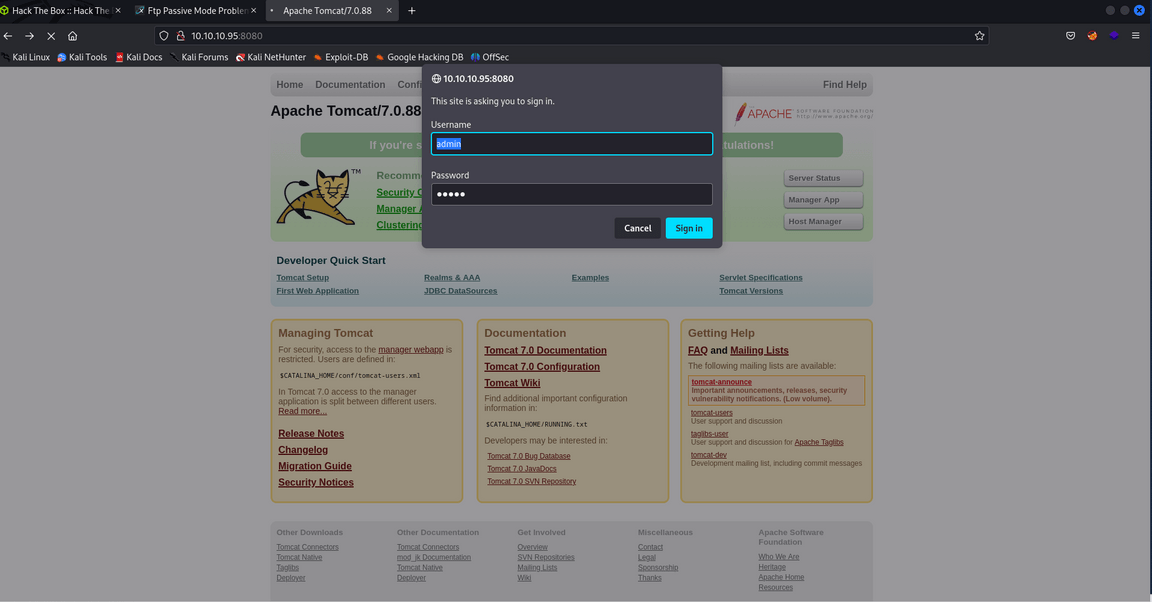 Hack The Box :: Hack The
Ftp Passive Mode Problem
Apache Tomcat/7.0.88
10.10.10.95:8080
Kali Linux
Kali Tools
Kali Docs
Kali Forums
Kali NetHunter
Exploit-DB
Google Hacking DB
OffSec
10.10.10.95:8080
This site is asking you to sign in.
Username
admin
Password
•••••
Cancel
Sign in
Home
Documentation
Confi
Find Help
Apache Tomcat/7.0.88
APACHE SOFTWARE FOUNDATION
http://www.apache.org/
If you're s
tulations!
TM
Recomm
Security C
Manager A
Clustering
Server Status
Manager App
Host Manager
Developer Quick Start
Tomcat Setup
Realms & AAA
Examples
Servlet Specifications
First Web Application
JDBC DataSources
Tomcat Versions
Managing Tomcat
For security, access to the manager webapp is
restricted. Users are defined in:
$CATALINA_HOME/conf/tomcat-users.xml
In Tomcat 7.0 access to the manager
application is split between different users.
Read more...
Release Notes
Changelog
Migration Guide
Security Notices
Documentation
Tomcat 7.0 Documentation
Tomcat 7.0 Configuration
Tomcat Wiki
Find additional important configuration
information in:
$CATALINA_HOME/RUNNING.txt
Developers may be interested in:
Tomcat 7.0 Bug Database
Tomcat 7.0 JavaDocs
Tomcat 7.0 SVN Repository
Getting Help
FAQ and Mailing Lists
The following mailing lists are available:
tomcat-announce
Important announcements, releases, security
vulnerability notifications. (Low volume).
tomcat-users
User support and discussion
taglibs-user
User support and discussion for Apache Taglibs
tomcat-dev
Development mailing list, including commit messages
Other Downloads
Tomcat Connectors
Tomcat Native
Taglibs
Deployer
Other Documentation
Tomcat Connectors
mod_jk Documentation
Tomcat Native
Deployer
Get Involved
Overview
SVN Repositories
Mailing Lists
Wiki
Miscellaneous
Contact
Legal
Sponsorship
Thanks
Apache Software
Foundation
Who We Are
Heritage
Apache Home
Resources